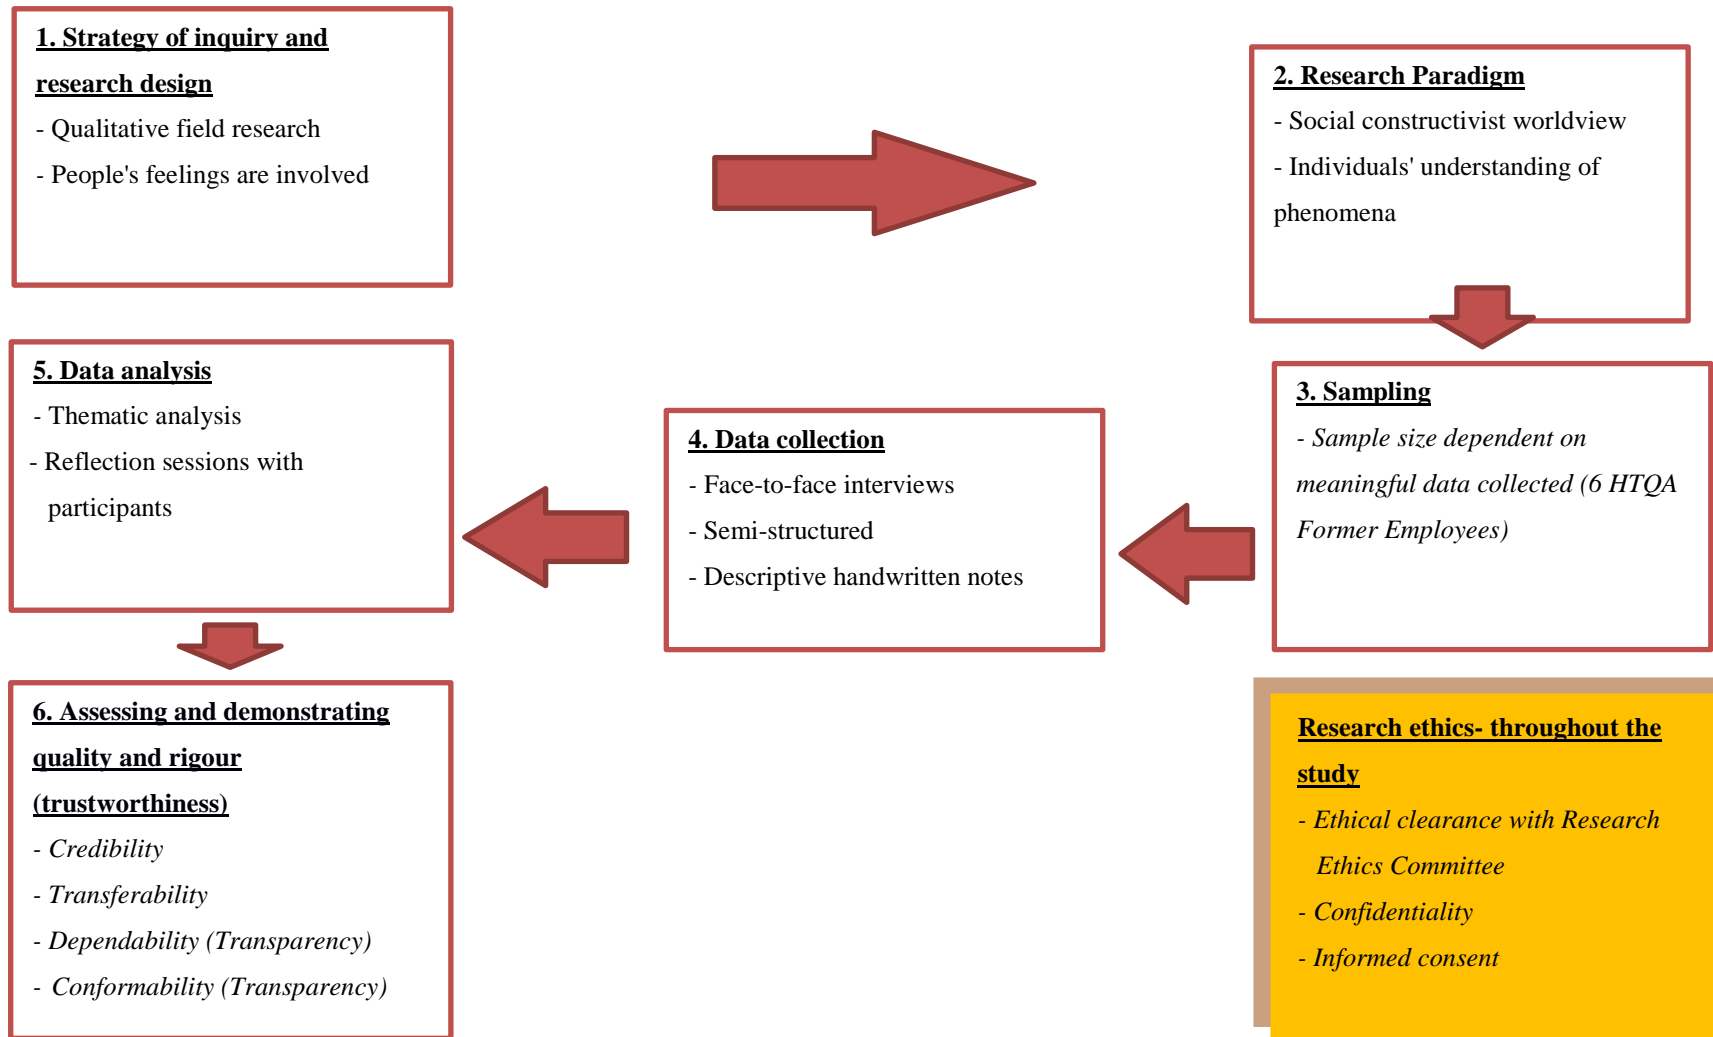 1. Strategy of inquiry and
research design
- Qualitative field research
- People's feelings are involved
2. Research Paradigm
- Social constructivist worldview
- Individuals' understanding of
phenomena
3. Sampling
- Sample size dependent on
meaningful data collected (6 HTQA
Former Employees)
4. Data collection
- Face-to-face interviews
- Semi-structured
- Descriptive handwritten notes
5. Data analysis
- Thematic analysis
- Reflection sessions with
participants
6. Assessing and demonstrating
quality and rigour
(trustworthiness)
- Credibility
- Transferability
- Dependability (Transparency)
- Conformability (Transparency)
Research ethics- throughout the
study
- Ethical clearance with Research
Ethics Committee
- Confidentiality
- Informed consent